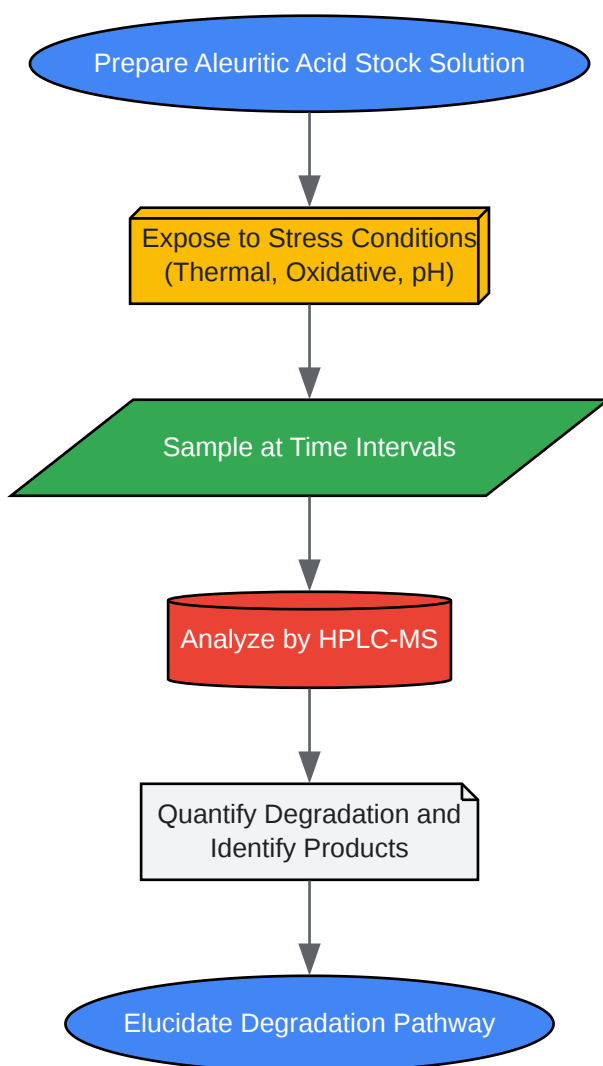 Prepare Aleuritic Acid Stock Solution
Expose to Stress Conditions
(Thermal, Oxidative, pH)
Sample at Time Intervals
Analyze by HPLC-MS
Quantify Degradation and
Identify Products
Elucidate Degradation Pathway